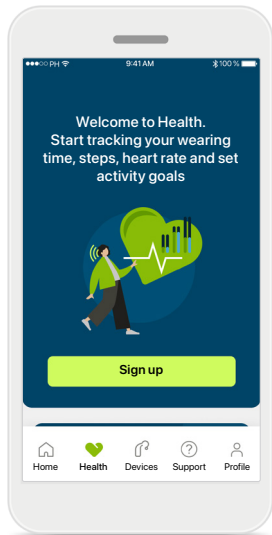 ●●●○○ PH 9:41 AM 100 %
Welcome to Health.
Start tracking your wearing
time, steps, heart rate and set
activity goals
Sign up
Home Health Devices Support Profile